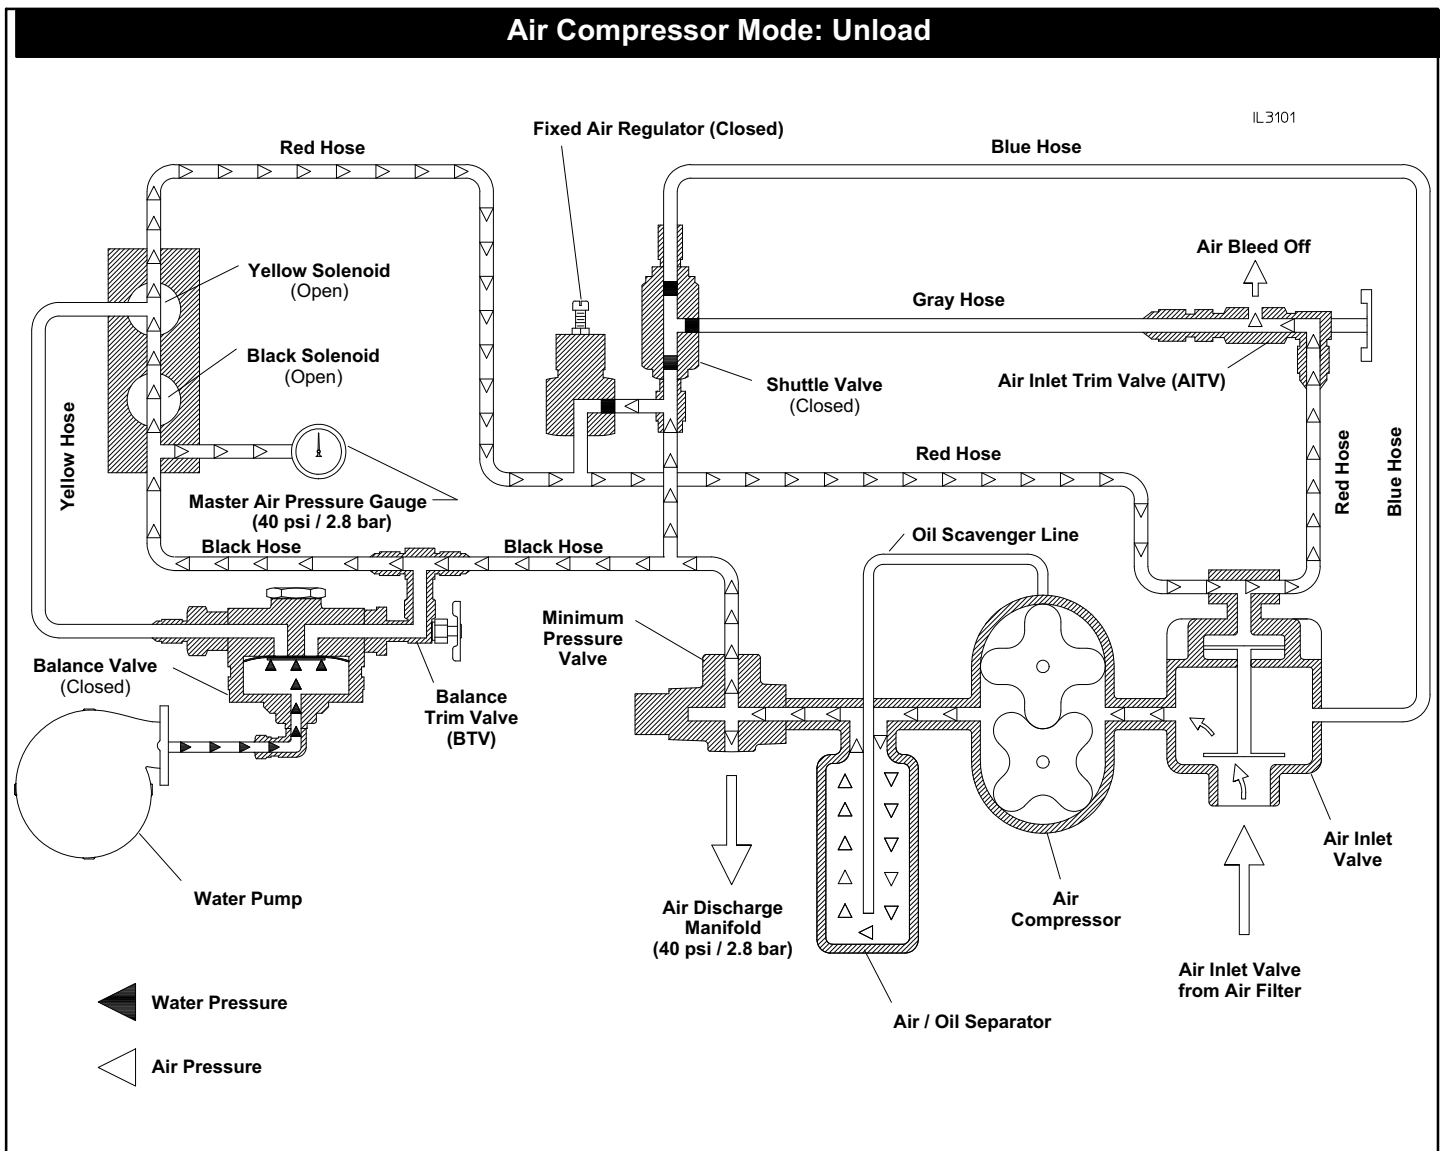 Air Compressor Mode: Unload
IL3101
Fixed Air Regulator (Closed)
Red Hose
Blue Hose
Air Bleed Off
Yellow Solenoid
(Open)
Gray Hose
Black Solenoid
(Open)
Shuttle Valve
(Closed)
Air Inlet Trim Valve (AITV)
Yellow Hose
Red Hose
Red Hose
Blue Hose
Master Air Pressure Gauge
(40 psi / 2.8 bar)
Black Hose
Black Hose
Oil Scavenger Line
Minimum
Pressure
Valve
Balance Valve
(Closed)
Balance
Trim Valve
(BTV)
Air Inlet
Valve
Water Pump
Air Discharge
Manifold
(40 psi / 2.8 bar)
Air
Compressor
Air Inlet Valve
from Air Filter
Water Pressure
Air / Oil Separator
Air Pressure